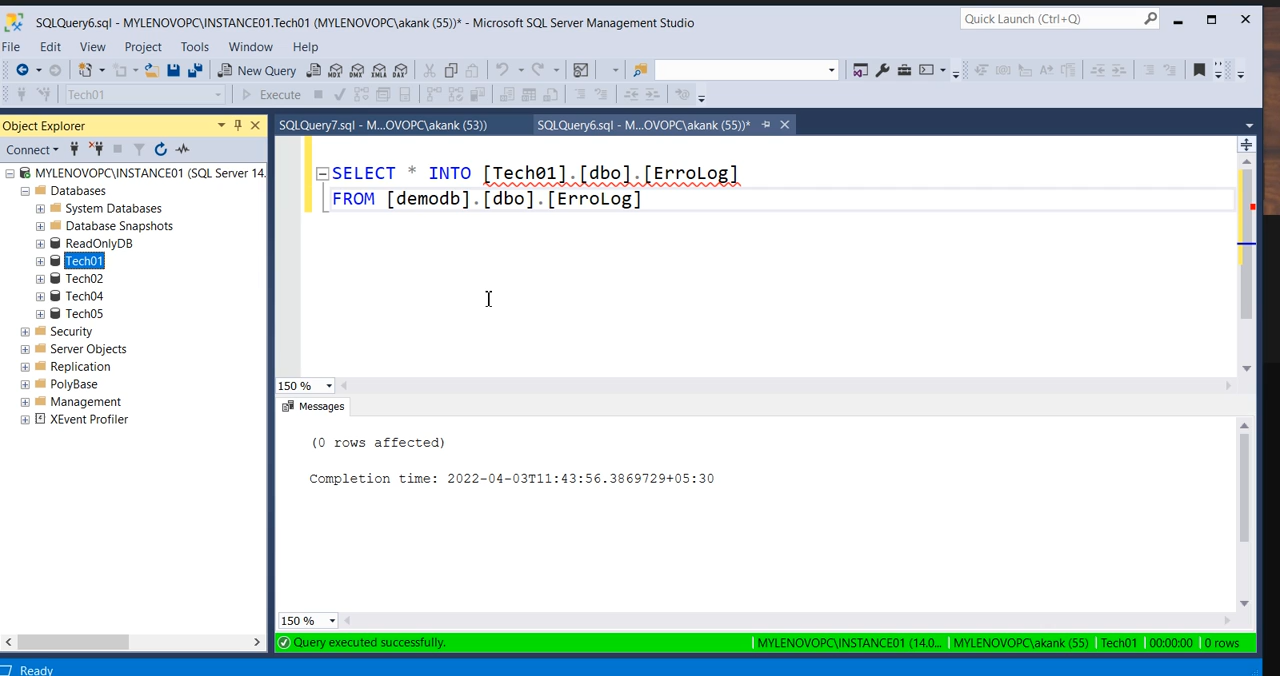 SQLQuery6.sql - MYLENOVOPC\INSTANCE01.Tech01 (MYLENOVOPC\akank (55))* - Microsoft SQL Server Management Studio
Quick Launch (Ctrl+Q)
File Edit View Project Tools Window Help
New Query MDX DMX XMLA DAX
Tech01 Execute
Object Explorer
SQLQuery7.sql - M...OVOPC\akank (53))
SQLQuery6.sql - M...OVOPC\akank (55))*
Connect
MYLENOVOPC\INSTANCE01 (SQL Server 14.
Databases
System Databases
Database Snapshots
ReadOnlyDB
Tech01
Tech02
Tech04
Tech05
Security
Server Objects
Replication
PolyBase
Management
XEvent Profiler
SELECT * INTO [Tech01].[dbo].[ErroLog]
FROM [demodb].[dbo].[ErroLog]
150 %
Messages
(0 rows affected)
Completion time: 2022-04-03T11:43:56.3869729+05:30
150 %
Query executed successfully.
MYLENOVOPC\INSTANCE01 (14.0... MYLENOVOPC\akank (55) Tech01 00:00:00 0 rows
Ready